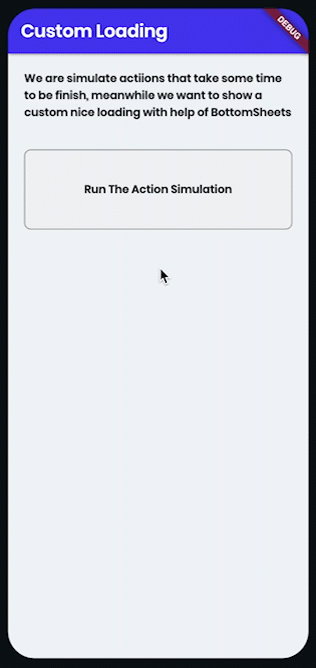 Custom Loading
DEBUG
We are simulate actiions that take some time
to be finish, meanwhile we want to show a
custom nice loading with help of BottomSheets
Run The Action Simulation